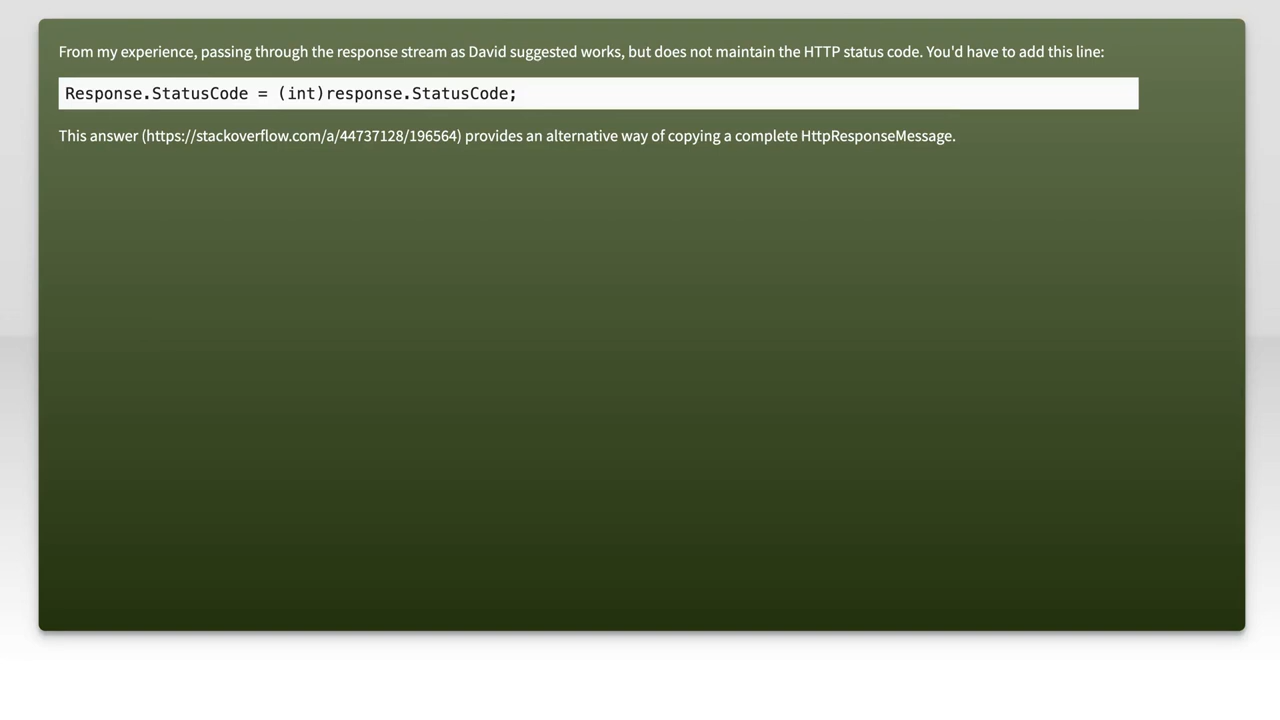 From my experience, passing through the response stream as David suggested works, but does not maintain the HTTP status code. You'd have to add this line:
Response.StatusCode = (int)response.StatusCode;
This answer (https://stackoverflow.com/a/44737128/196564) provides an alternative way of copying a complete HttpResponseMessage.